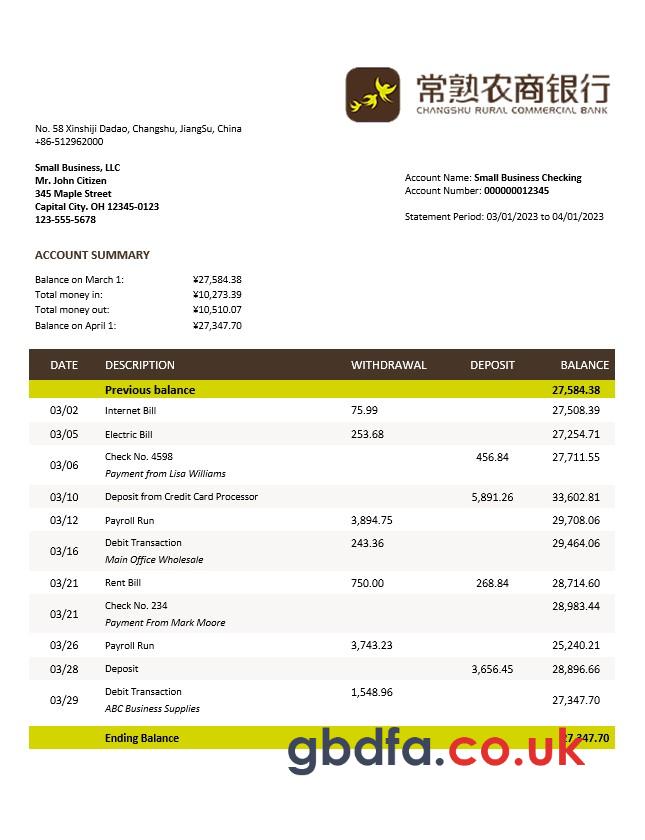 常熟农商银行
CHANGSHU RURAL COMMERCIAL BANK
No. 58 Xinshiji Dadao, Changshu, JiangSu, China
+86-512962000
Small Business, LLC
Mr. John Citizen
345 Maple Street
Capital City. OH 12345-0123
123-555-5678
Account Name: Small Business Checking
Account Number: 000000012345
Statement Period: 03/01/2023 to 04/01/2023
ACCOUNT SUMMARY
Balance on March 1: ¥27,584.38
Total money in: ¥10,273.39
Total money out: ¥10,510.07
Balance on April 1: ¥27,347.70
DATE DESCRIPTION WITHDRAWAL DEPOSIT BALANCE
Previous balance 27,584.38
03/02 Internet Bill 75.99 27,508.39
03/05 Electric Bill 253.68 27,254.71
03/06 Check No. 4598 456.84 27,711.55
Payment from Lisa Williams
03/10 Deposit from Credit Card Processor 5,891.26 33,602.81
03/12 Payroll Run 3,894.75 29,708.06
03/16 Debit Transaction 243.36 29,464.06
Main Office Wholesale
03/21 Rent Bill 750.00 268.84 28,714.60
03/21 Check No. 234 28,983.44
Payment From Mark Moore
03/26 Payroll Run 3,743.23 25,240.21
03/28 Deposit 3,656.45 28,896.66
03/29 Debit Transaction 1,548.96 27,347.70
ABC Business Supplies
Ending Balance 27,347.70
gbdfa.co.uk